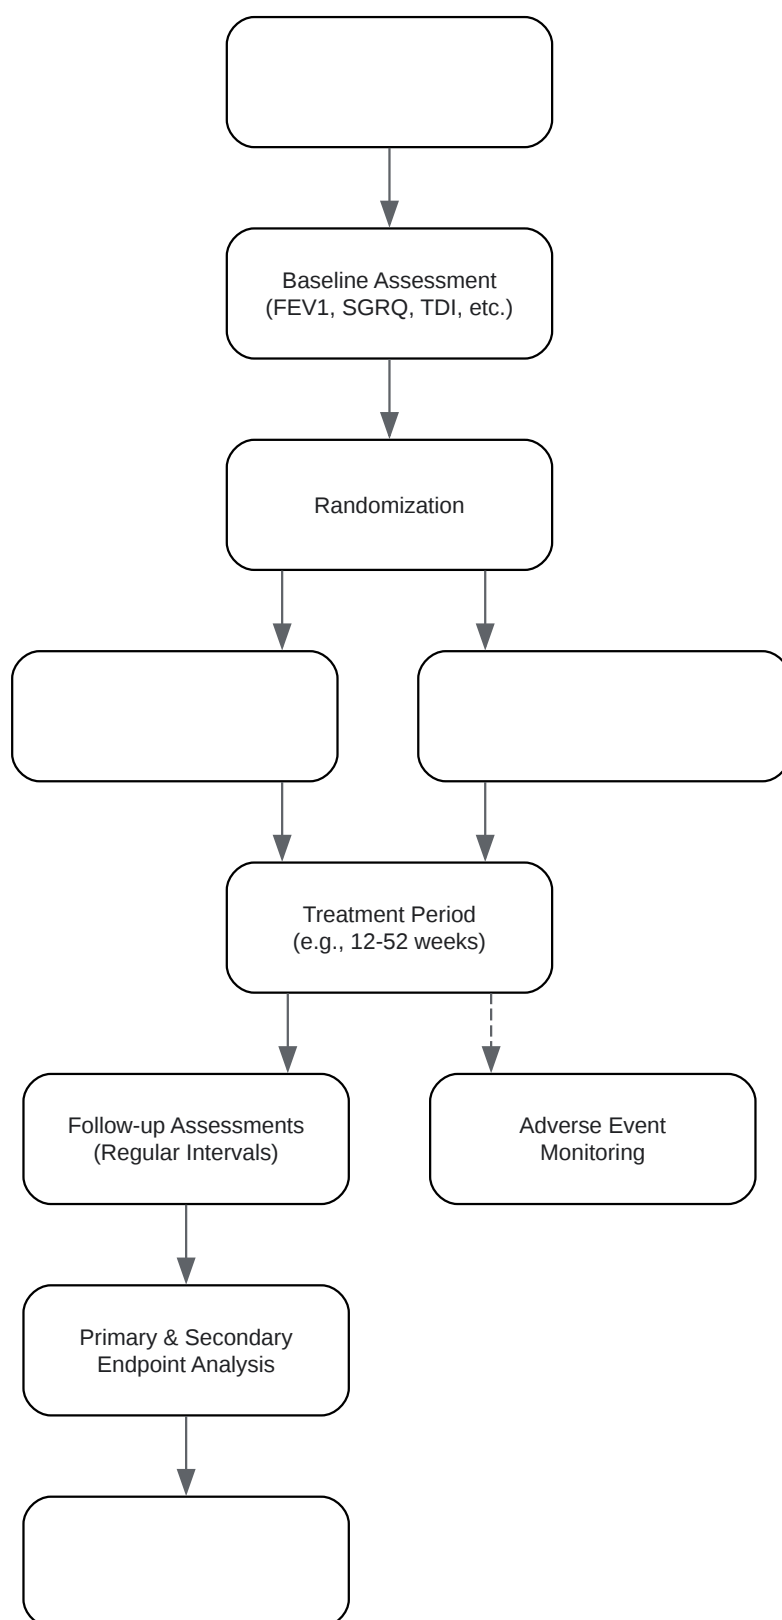 Baseline Assessment
(FEV1, SGRQ, TDI, etc.)
Randomization
Treatment Period
(e.g., 12-52 weeks)
Follow-up Assessments
(Regular Intervals)
Adverse Event
Monitoring
Primary & Secondary
Endpoint Analysis